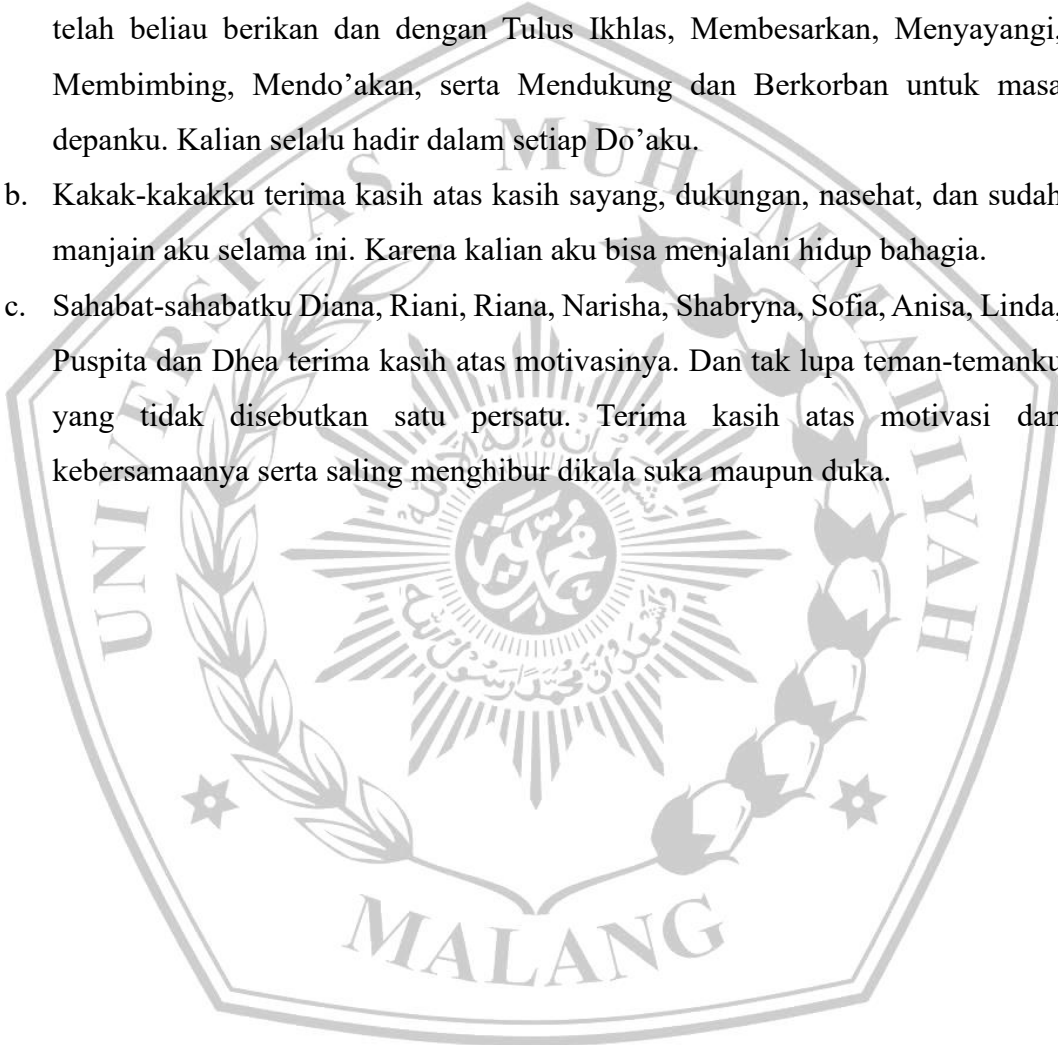 telah beliau berikan dan dengan Tulus Ikhlas, Membesarkan, Menyayangi,
Membimbing, Mendo’akan, serta Mendukung dan Berkorban untuk masa
depanku. Kalian selalu hadir dalam setiap Do’aku.
b. Kakak-kakakku terima kasih atas kasih sayang, dukungan, nasehat, dan sudah
manjain aku selama ini. Karena kalian aku bisa menjalani hidup bahagia.
c. Sahabat-sahabatku Diana, Riani, Riana, Narisha, Shabryna, Sofia, Anisa, Linda,
Puspita dan Dhea terima kasih atas motivasinya. Dan tak lupa teman-temanku
yang tidak disebutkan satu persatu. Terima kasih atas motivasi dan
kebersamaanya serta saling menghibur dikala suka maupun duka.
UNIVERSITAS MUHAMMADIYAH
MALANG